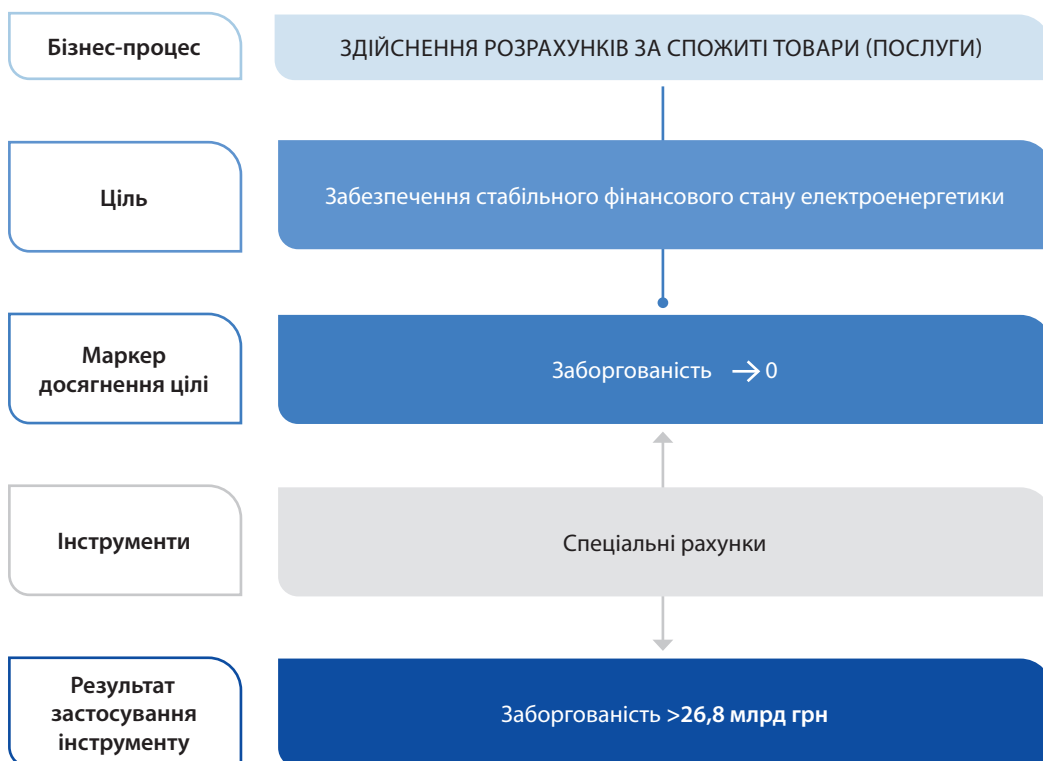 Бізнес-процес
ЗДІЙСНЕННЯ РОЗРАХУНКІВ ЗА СПОЖИТІ ТОВАРИ (ПОСЛУГИ)
Ціль
Забезпечення стабільного фінансового стану електроенергетики
Маркер
досягнення цілі
Заборгованість → 0
Інструменти
Спеціальні рахунки
Результат
застосування
інструменту
Заборгованість >26,8 млрд грн